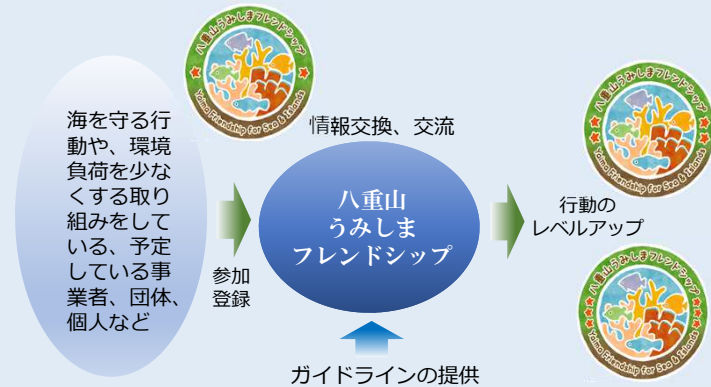 八重山うみしまフレンドシップ
Yaima Friendship for Sea & Islands
海を守る行
動や、環境
負荷を少な
くする取り
組みをして
いる、予定
している事
業者、団体、
個人など
参加
登録
情報交換、交流
八重山
うみしま
フレンドシップ
ガイドラインの提供
行動の
レベルアップ
八重山うみしまフレンドシップ
Yaima Friendship for Sea & Islands
八重山うみしまフレンドシップ
Yaima Friendship for Sea & Islands